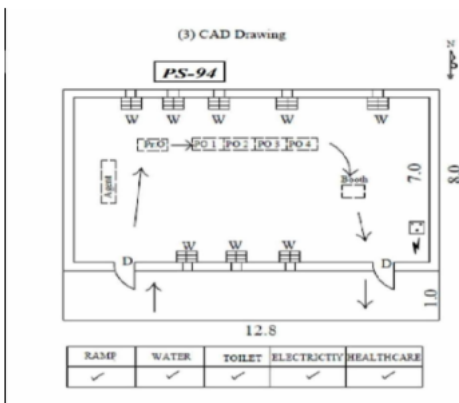 (3) CAD Drawing
N
PS-94
W W W W W
Pr.O PO 1 PO 2 PO 3 PO 4
Agent
Booth
7.0
8.0
W W W
D D
1.0
12.8
RAMP WATER TOILET ELECTRICTIY HEALTHCARE
✓ ✓ ✓ ✓ ✓